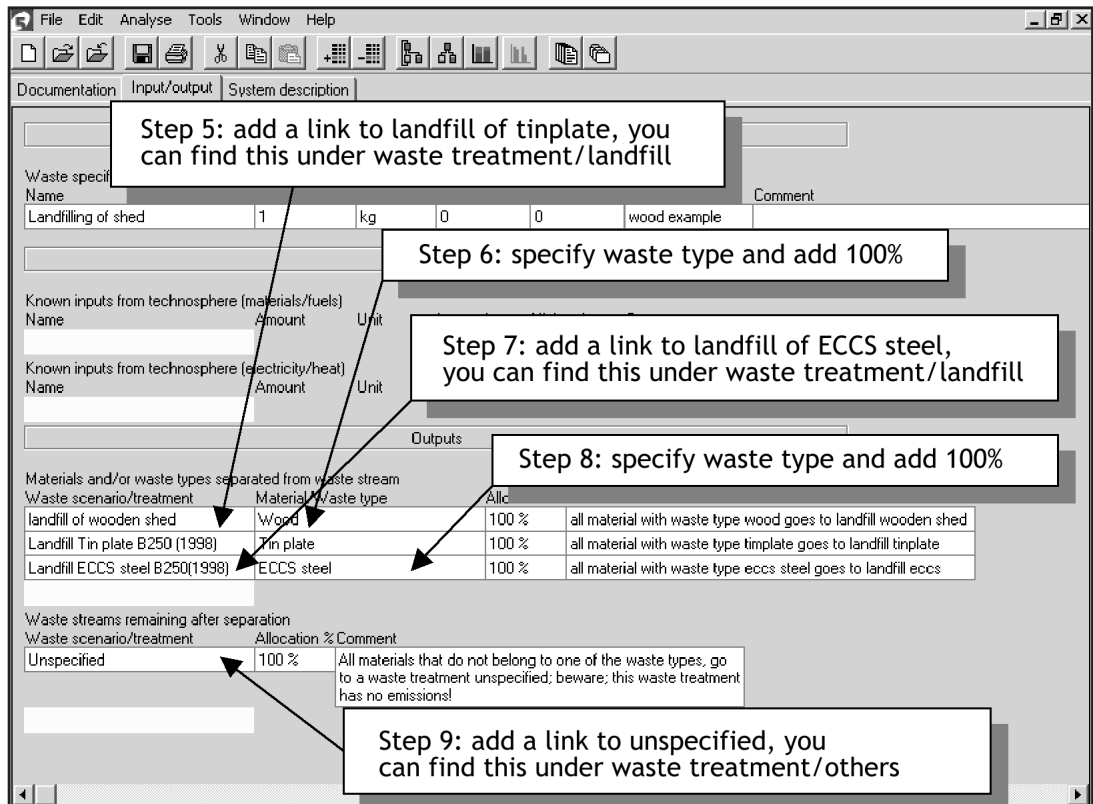 File Edit Analyse Tools Window Help
Documentation Input/output System description
Step 5: add a link to landfill of tinplate, you
can find this under waste treatment/landfill
Waste specif
Name Comment
Landfilling of shed 1 kg 0 0 wood example
Step 6: specify waste type and add 100%
Known inputs from technosphere (materials/fuels)
Name Amount Unit
Step 7: add a link to landfill of ECCS steel,
you can find this under waste treatment/landfill
Known inputs from technosphere (electricity/heat)
Name Amount Unit
Outputs
Step 8: specify waste type and add 100%
Materials and/or waste types separated from waste stream
Waste scenario/treatment Material/Waste type Allo
landfill of wooden shed Wood 100 % all material with waste type wood goes to landfill wooden shed
Landfill Tin plate B250 (1998) Tin plate 100 % all material with waste type timplate goes to landfill tinplate
Landfill ECCS steel B250(1998) ECCS steel 100 % all material with waste type eccs steel goes to landfill eccs
Waste streams remaining after separation
Waste scenario/treatment Allocation % Comment
Unspecified 100 % All materials that do not belong to one of the waste types, go
to a waste treatment unspecified; beware; this waste treatment
has no emissions!
Step 9: add a link to unspecified, you
can find this under waste treatment/others